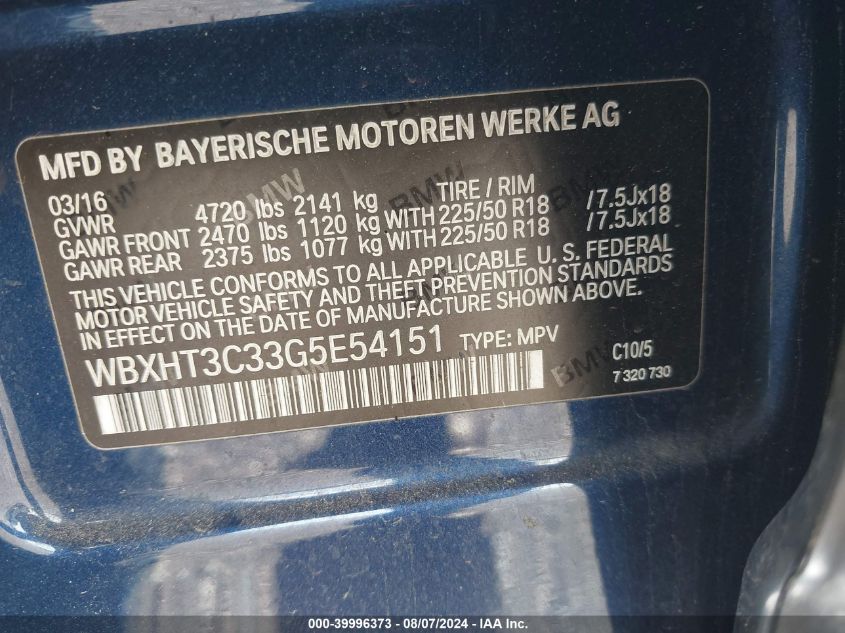 MFD BY BAYERISCHE MOTOREN WERKE AG
03/16 TIRE / RIM
GVWR 4720 lbs 2141 kg
GAWR FRONT 2470 lbs 1120 kg WITH 225/50 R18 /7.5Jx18
GAWR REAR 2375 lbs 1077 kg WITH 225/50 R18 /7.5Jx18
THIS VEHICLE CONFORMS TO ALL APPLICABLE U. S. FEDERAL
MOTOR VEHICLE SAFETY AND THEFT PREVENTION STANDARDS
IN EFFECT ON THE DATE OF MANUFACTURE SHOWN ABOVE.
WBXHT3C33G5E54151 TYPE: MPV C10/5
7 320 730
BMW
BMW
BMW
BMW
000-39996373 - 08/07/2024 - IAA Inc.